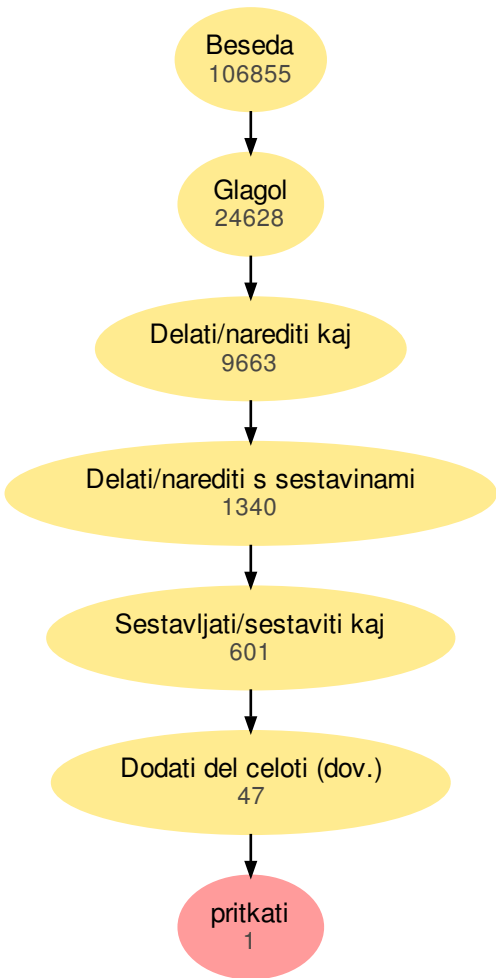 Beseda
106855
Glagol
24628
Delati/narediti kaj
9663
Delati/narediti s sestavinami
1340
Sestavljati/sestaviti kaj
601
Dodati del celoti (dov.)
47
pritkati
1